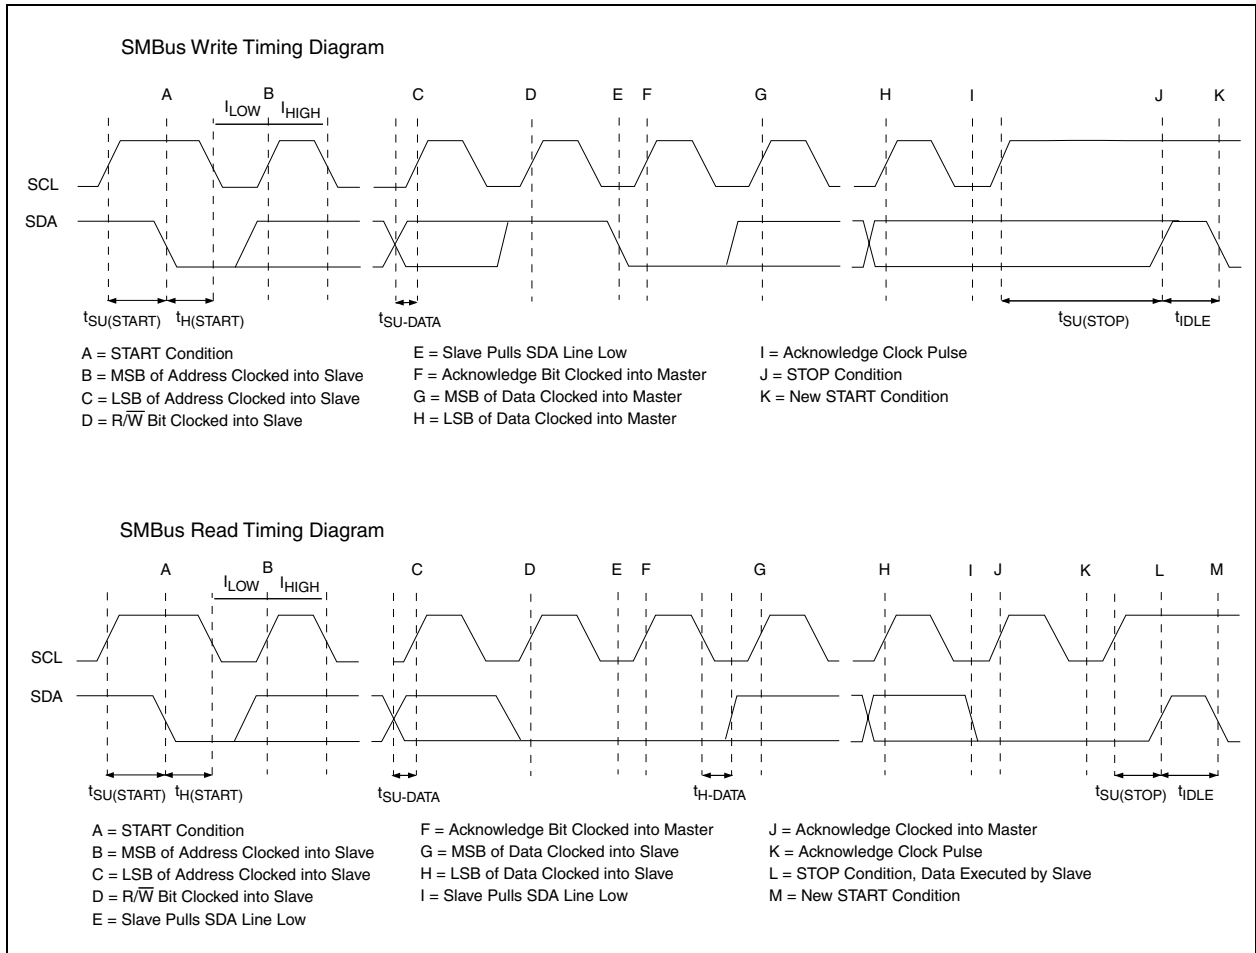 SMBus Write Timing Diagram
A B C D E F G H I J K
ILOW IHIGH
SCL
SDA
tSU(START) tH(START) tSU-DATA tSU(STOP) tIDLE
A = START Condition
B = MSB of Address Clocked into Slave
C = LSB of Address Clocked into Slave
D = R/W̅ Bit Clocked into Slave
E = Slave Pulls SDA Line Low
F = Acknowledge Bit Clocked into Master
G = MSB of Data Clocked into Master
H = LSB of Data Clocked into Master
I = Acknowledge Clock Pulse
J = STOP Condition
K = New START Condition
SMBus Read Timing Diagram
A B C D E F G H I J K L M
ILOW IHIGH
SCL
SDA
tSU(START) tH(START) tSU-DATA tH-DATA tSU(STOP) tIDLE
A = START Condition
B = MSB of Address Clocked into Slave
C = LSB of Address Clocked into Slave
D = R/W̅ Bit Clocked into Slave
E = Slave Pulls SDA Line Low
F = Acknowledge Bit Clocked into Master
G = MSB of Data Clocked into Slave
H = LSB of Data Clocked into Slave
I = Slave Pulls SDA Line Low
J = Acknowledge Clocked into Master
K = Acknowledge Clock Pulse
L = STOP Condition, Data Executed by Slave
M = New START Condition